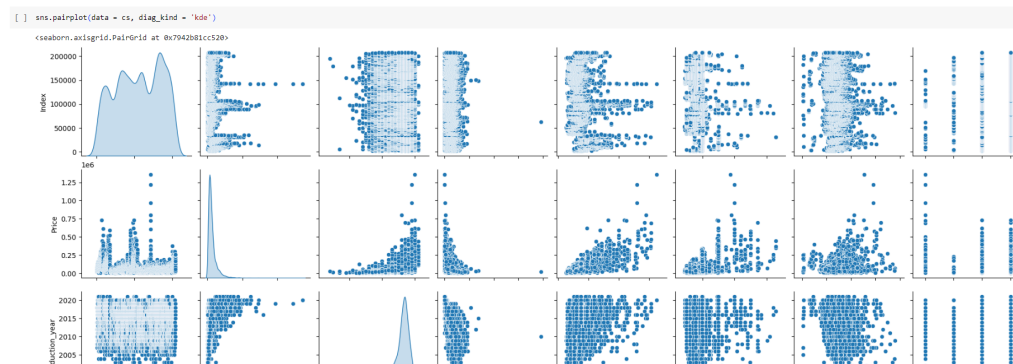 [ ] sns.pairplot(data = cs, diag_kind = 'kde')
<seaborn.axisgrid.PairGrid at 0x7942b81cc520>
200000
150000
100000
50000
0
Index
1e6
1.25
1.00
0.75
0.50
0.25
0.00
Price
2020
2015
2010
2005
duction_year